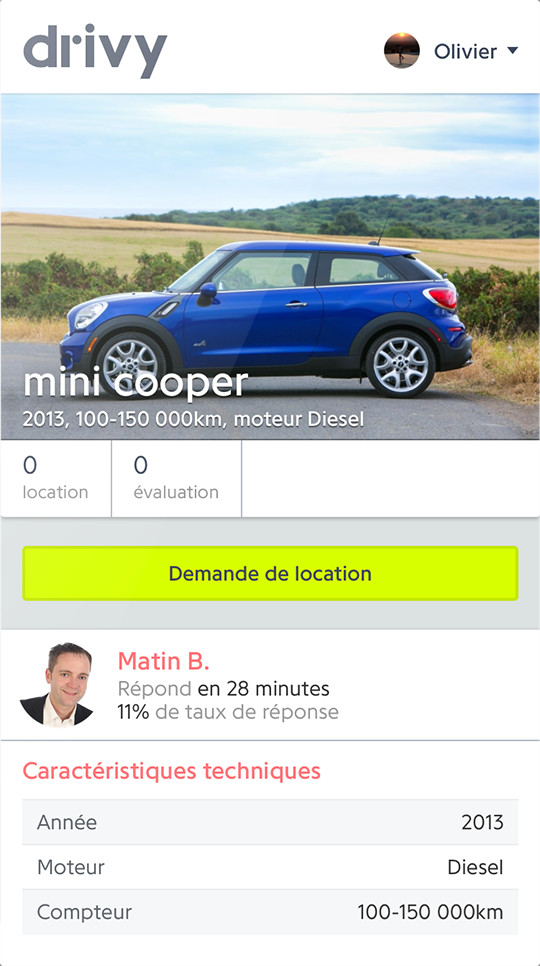 drivy
Olivier
mini cooper
2013, 100-150 000km, moteur Diesel
0
location
0
évaluation
Demande de location
Matin B.
Répond en 28 minutes
11% de taux de réponse
Caractéristiques techniques
Année 2013
Moteur Diesel
Compteur 100-150 000km